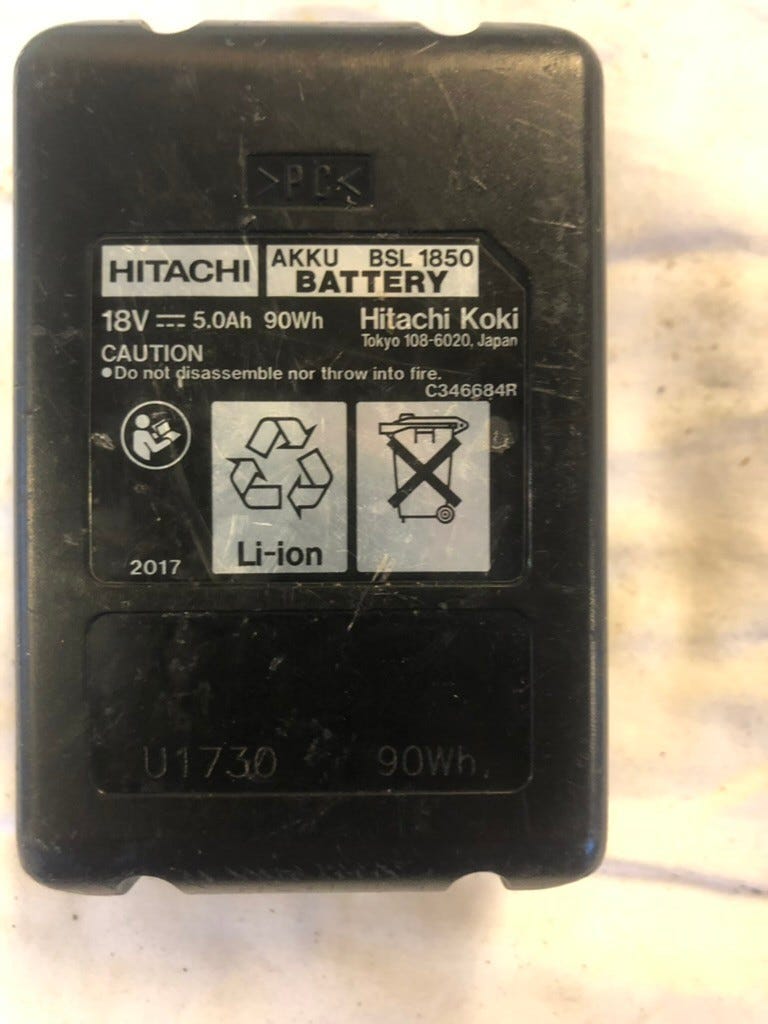 >PC<
HITACHI AKKU BSL 1850
BATTERY
18V ⎓ 5.0Ah 90Wh Hitachi Koki
Tokyo 108-6020, Japan
CAUTION
●Do not disassemble nor throw into fire.
C346684R
Li-ion
2017
U1730 90Wh